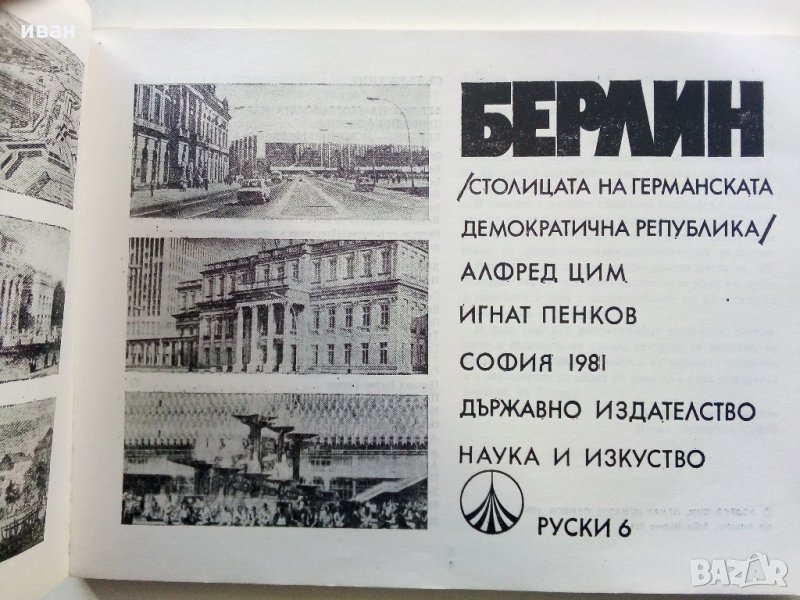 иван
БЕРЛИН
/СТОЛИЦАТА НА ГЕРМАНСКАТА
ДЕМОКРАТИЧНА РЕПУБЛИКА/
АЛФРЕД ЦИМ
ИГНАТ ПЕНКОВ
СОФИЯ 1981
ДЪРЖАВНО ИЗДАТЕЛСТВО
НАУКА И ИЗКУСТВО
РУСКИ 6
BAZAR